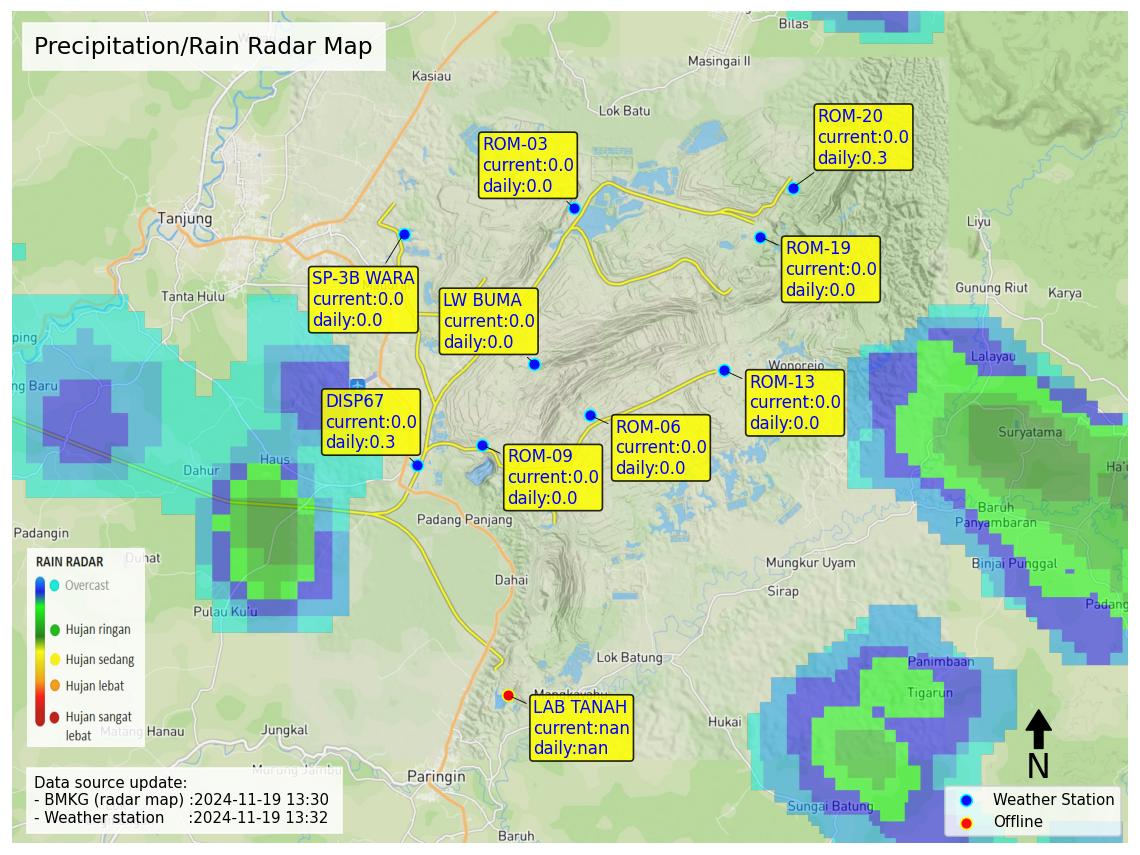 Precipitation/Rain Radar Map
Bilas
Masingai II
Kasiau
Lok Batu
ROM-20
current:0.0
daily:0.3
ROM-03
current:0.0
daily:0.0
Tanjung
Liyu
ROM-19
current:0.0
daily:0.0
SP-3B WARA
current:0.0
daily:0.0
Tanta Hulu
LW BUMA
current:0.0
daily:0.0
Gunung Riut
Karya
ping
Lalayau
Wonorejo
ng Baru
ROM-13
current:0.0
daily:0.0
DISP67
current:0.0
daily:0.3
ROM-06
current:0.0
daily:0.0
Suryatama
ROM-09
current:0.0
daily:0.0
Haus
Dahur
Ha'u
Baruh
Panyambaran
Padang Panjang
Padangin
Duhat
Mungkur Uyam
Binjai Punggal
Dahai
Sirap
Padang
Pulau Ku'u
RAIN RADAR
Overcast
Hujan ringan
Hujan sedang
Hujan lebat
Hujan sangat
lebat
Lok Batung
Panimbaan
Tigarun
Mangkayahu
LAB TANAH
current:nan
daily:nan
Hukai
Matang Hanau
Jungkal
Murung Jambu
Paringin
N
Sungai Batung
Baruh
Data source update:
- BMKG (radar map) :2024-11-19 13:30
- Weather station :2024-11-19 13:32
Weather Station
Offline